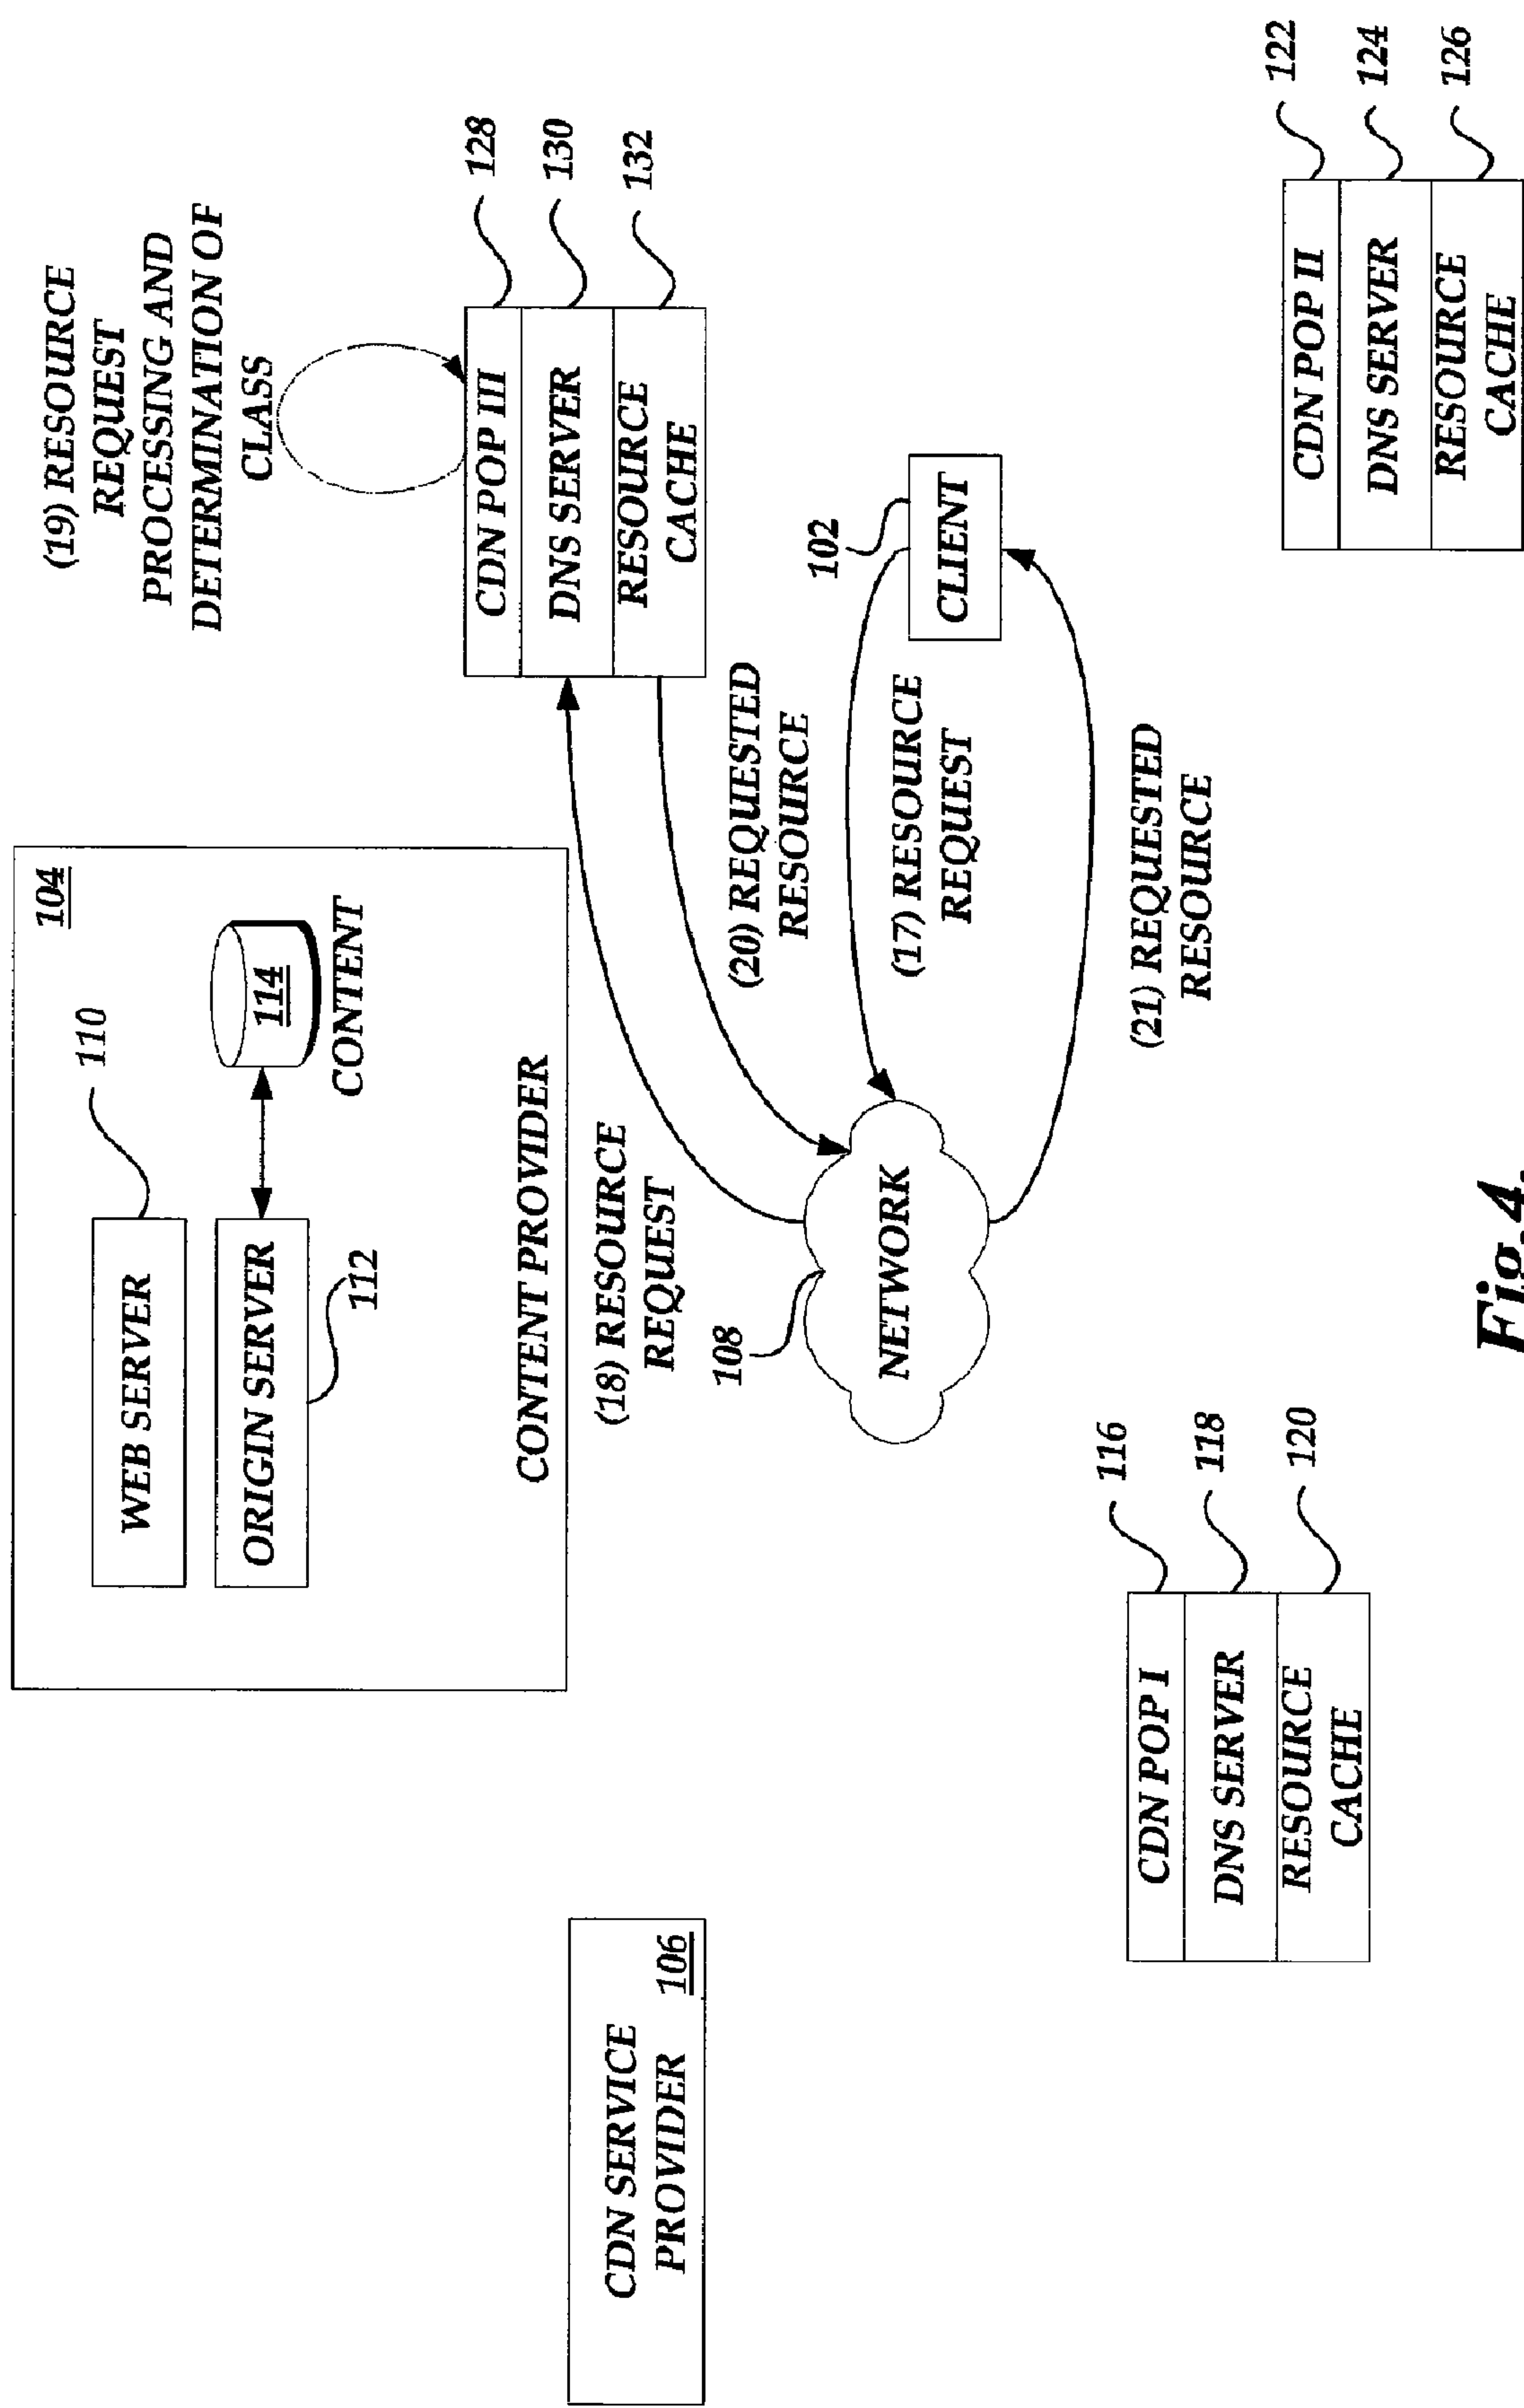 (19) RESOURCE
REQUEST
PROCESSING AND
DETERMINATION OF
CLASS
104
110
WEB SERVER
ORIGIN SERVER
112
114
CONTENT
CONTENT PROVIDER
CDN SERVICE
PROVIDER
106
CDN POP III
DNS SERVER
RESOURCE
CACHE
128
130
132
(18) RESOURCE
REQUEST
108
NETWORK
(20) REQUESTED
RESOURCE
(17) RESOURCE
REQUEST
102
CLIENT
(21) REQUESTED
RESOURCE
CDN POP I
DNS SERVER
RESOURCE
CACHE
116
118
120
CDN POP II
DNS SERVER
RESOURCE
CACHE
122
124
126
Fig.4.